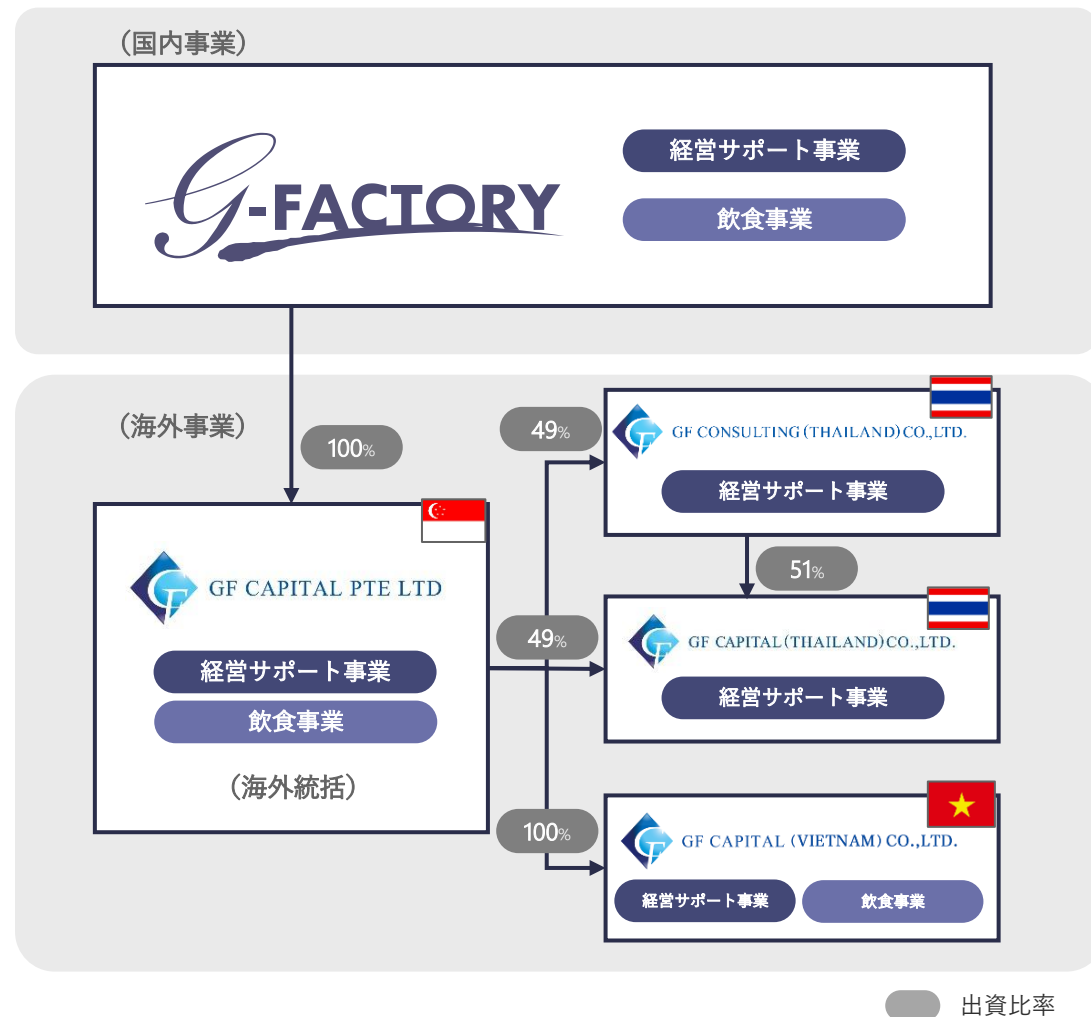 （国内事業）
G-FACTORY
経営サポート事業
飲食事業
（海外事業）
100%
GF CAPITAL PTE LTD
経営サポート事業
飲食事業
（海外統括）
49%
GF CONSULTING(THAILAND)CO.,LTD.
経営サポート事業
51%
49%
GF CAPITAL(THAILAND)CO.,LTD.
経営サポート事業
100%
GF CAPITAL (VIETNAM) CO.,LTD.
経営サポート事業
飲食事業
出資比率